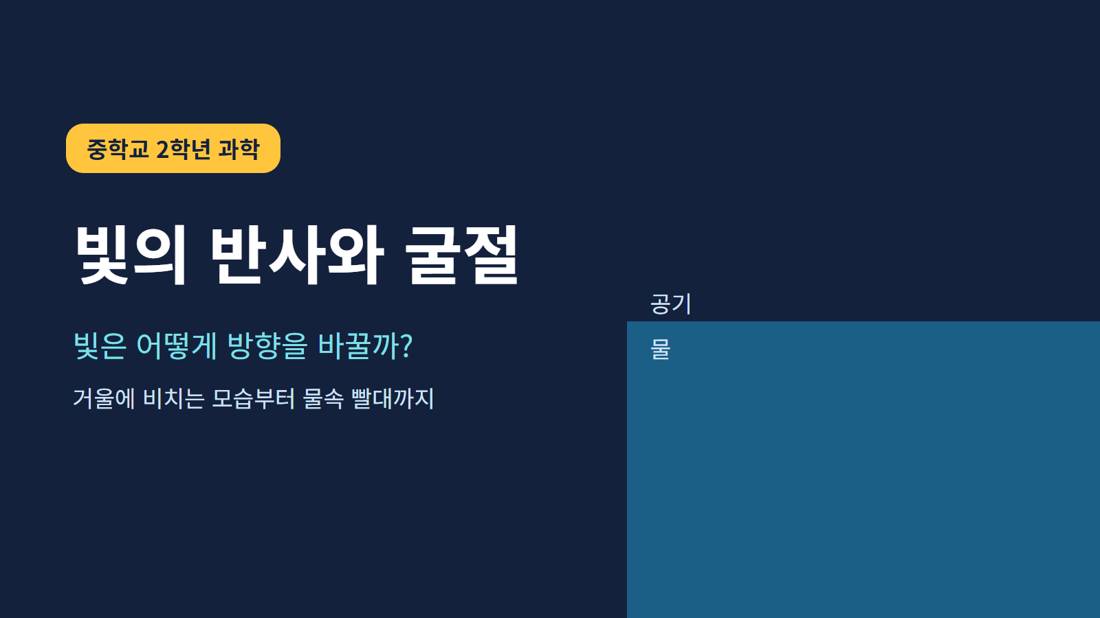 중학교 2학년 과학
빛의 반사와 굴절
빛은 어떻게 방향을 바꿀까?
거울에 비치는 모습부터 물속 빨대까지
공기
물